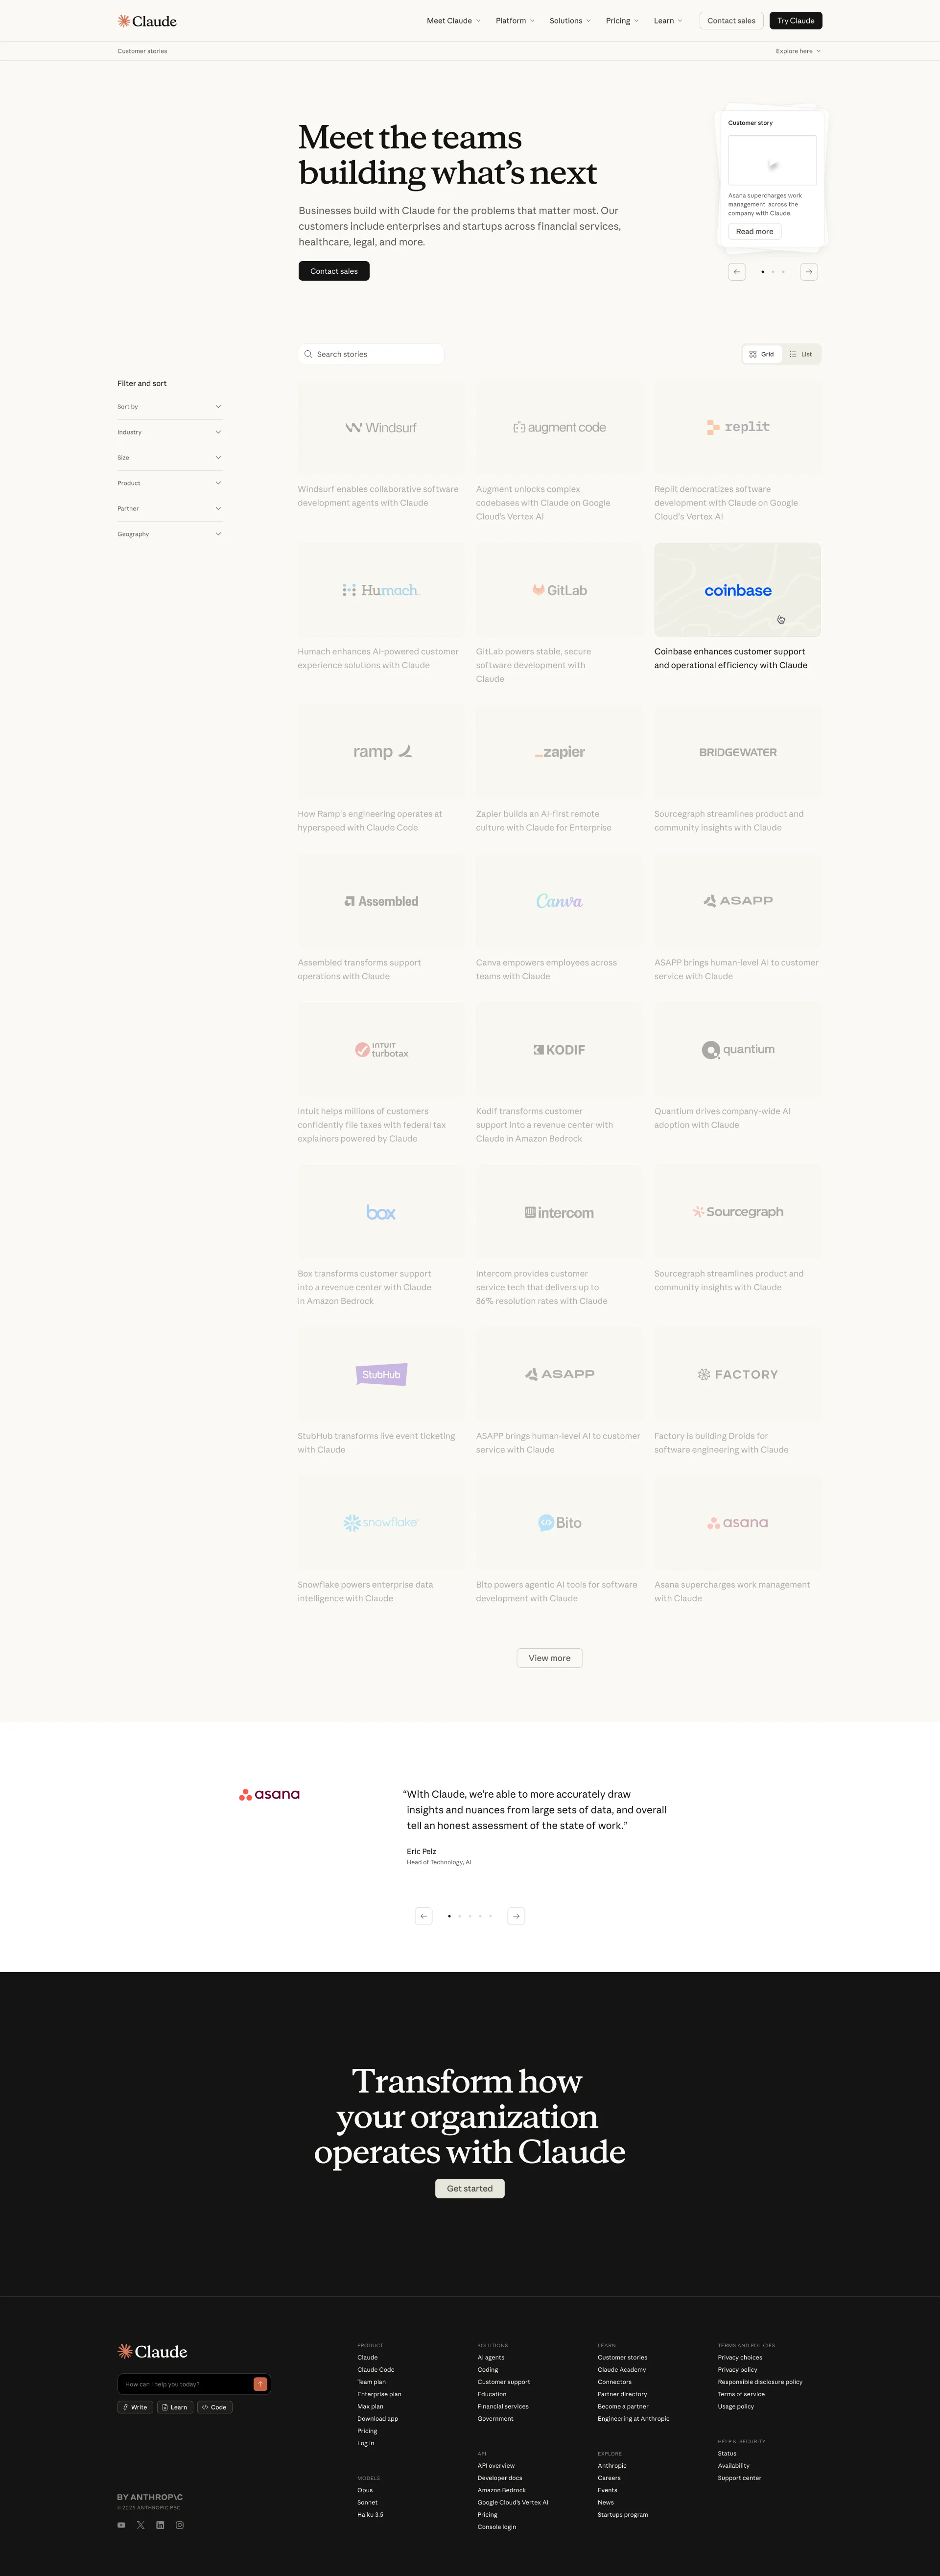 Claude
Meet Claude
Platform
Solutions
Pricing
Learn
Contact sales
Try Claude
Customer stories
Explore here
Meet the teams
building what's next
Businesses build with Claude for the problems that matter most. Our
customers include enterprises and startups across financial services,
healthcare, legal, and more.
Contact sales
Customer story
Asana supercharges work
management across the
company with Claude.
Read more
Search stories
Grid
List
Filter and sort
Sort by
Industry
Size
Product
Partner
Geography
Windsurf
Windsurf enables collaborative software
development agents with Claude
augment code
Augment unlocks complex
codebases with Claude on Google
Cloud's Vertex AI
replit
Replit democratizes software
development with Claude on Google
Cloud's Vertex AI
Humach
Humach enhances AI-powered customer
experience solutions with Claude
GitLab
GitLab powers stable, secure
software development with
Claude
coinbase
Coinbase enhances customer support
and operational efficiency with Claude
ramp
How Ramp's engineering operates at
hyperspeed with Claude Code
_zapier
Zapier builds an AI-first remote
culture with Claude for Enterprise
BRIDGEWATER
Sourcegraph streamlines product and
community insights with Claude
Assembled
Assembled transforms support
operations with Claude
Canva
Canva empowers employees across
teams with Claude
ASAPP
ASAPP brings human-level AI to customer
service with Claude
INTUIT
turbotax
Intuit helps millions of customers
confidently file taxes with federal tax
explainers powered by Claude
KODIF
Kodif transforms customer
support into a revenue center with
Claude in Amazon Bedrock
quantium
Quantium drives company-wide AI
adoption with Claude
box
Box transforms customer support
into a revenue center with Claude
in Amazon Bedrock
intercom
Intercom provides customer
service tech that delivers up to
86% resolution rates with Claude
Sourcegraph
Sourcegraph streamlines product and
community insights with Claude
StubHub
StubHub transforms live event ticketing
with Claude
ASAPP
ASAPP brings human-level AI to customer
service with Claude
FACTORY
Factory is building Droids for
software engineering with Claude
snowflake
Snowflake powers enterprise data
intelligence with Claude
Bito
Bito powers agentic AI tools for software
development with Claude
asana
Asana supercharges work management
with Claude
View more
asana
“With Claude, we're able to more accurately draw
insights and nuances from large sets of data, and overall
tell an honest assessment of the state of work.”
Eric Pelz
Head of Technology, AI
Transform how
your organization
operates with Claude
Get started
Claude
How can I help you today?
Write
Learn
Code
BY ANTHROP\C
© 2025 ANTHROPIC PBC
PRODUCT
Claude
Claude Code
Team plan
Enterprise plan
Max plan
Download app
Pricing
Log in
MODELS
Opus
Sonnet
Haiku 3.5
SOLUTIONS
AI agents
Coding
Customer support
Education
Financial services
Government
API
API overview
Developer docs
Amazon Bedrock
Google Cloud's Vertex AI
Pricing
Console login
LEARN
Customer stories
Claude Academy
Connectors
Partner directory
Become a partner
Engineering at Anthropic
EXPLORE
Anthropic
Careers
Events
News
Startups program
TERMS AND POLICIES
Privacy choices
Privacy policy
Responsible disclosure policy
Terms of service
Usage policy
HELP & SECURITY
Status
Availability
Support center